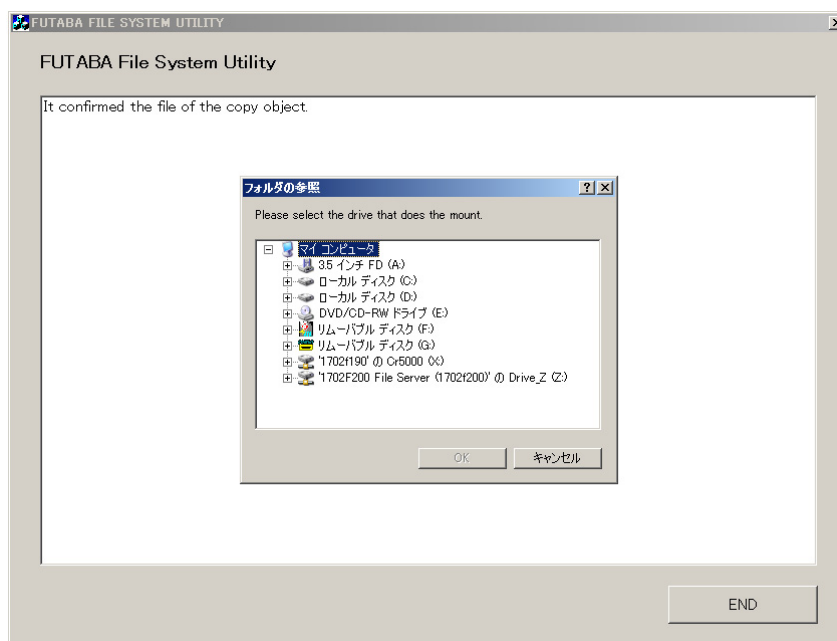 FUTABA FILE SYSTEM UTILITY
FUTABA File System Utility
It confirmed the file of the copy object.
フォルダの参照
Please select the drive that does the mount.
マイ コンピュータ
3.5 インチ FD (A:)
ローカル ディスク (C:)
ローカル ディスク (D:)
DVD/CD-RW ドライブ (E:)
リムーバブル ディスク (F:)
リムーバブル ディスク (G:)
'1702f190' の Cr5000 (X:)
'1702F200 File Server (1702f200)' の Drive_Z (Z:)
OK
キャンセル
END